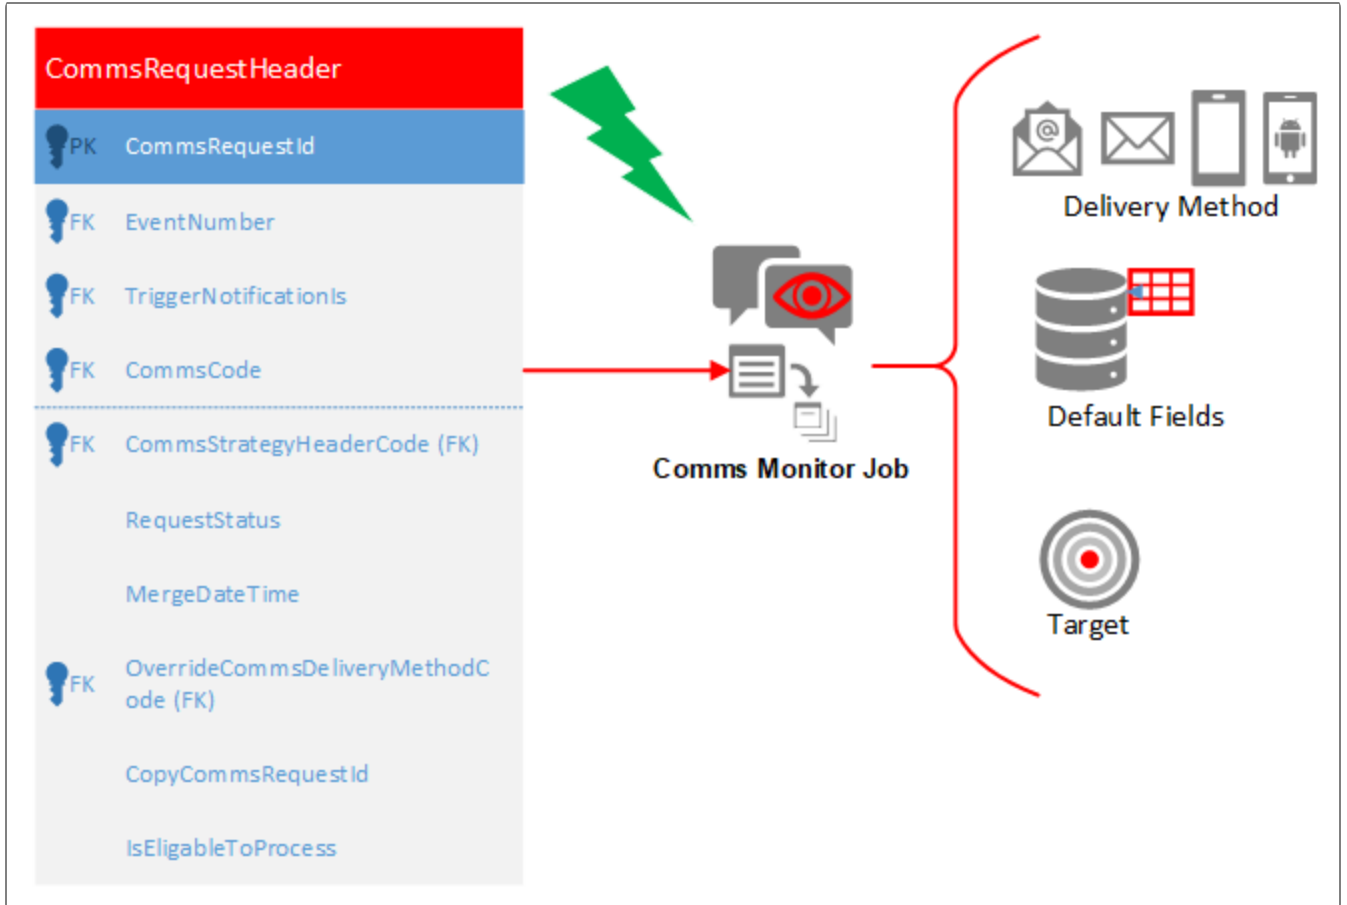 CommsRequestHeader
PK CommsRequestId
FK EventNumber
FK TriggerNotificationIs
FK CommsCode
FK CommsStrategyHeaderCode (FK)
RequestStatus
MergeDateTime
FK OverrideCommsDeliveryMethodC
ode (FK)
CopyCommsRequestId
IsEligableToProcess
Comms Monitor Job
@
Delivery Method
Default Fields
Target